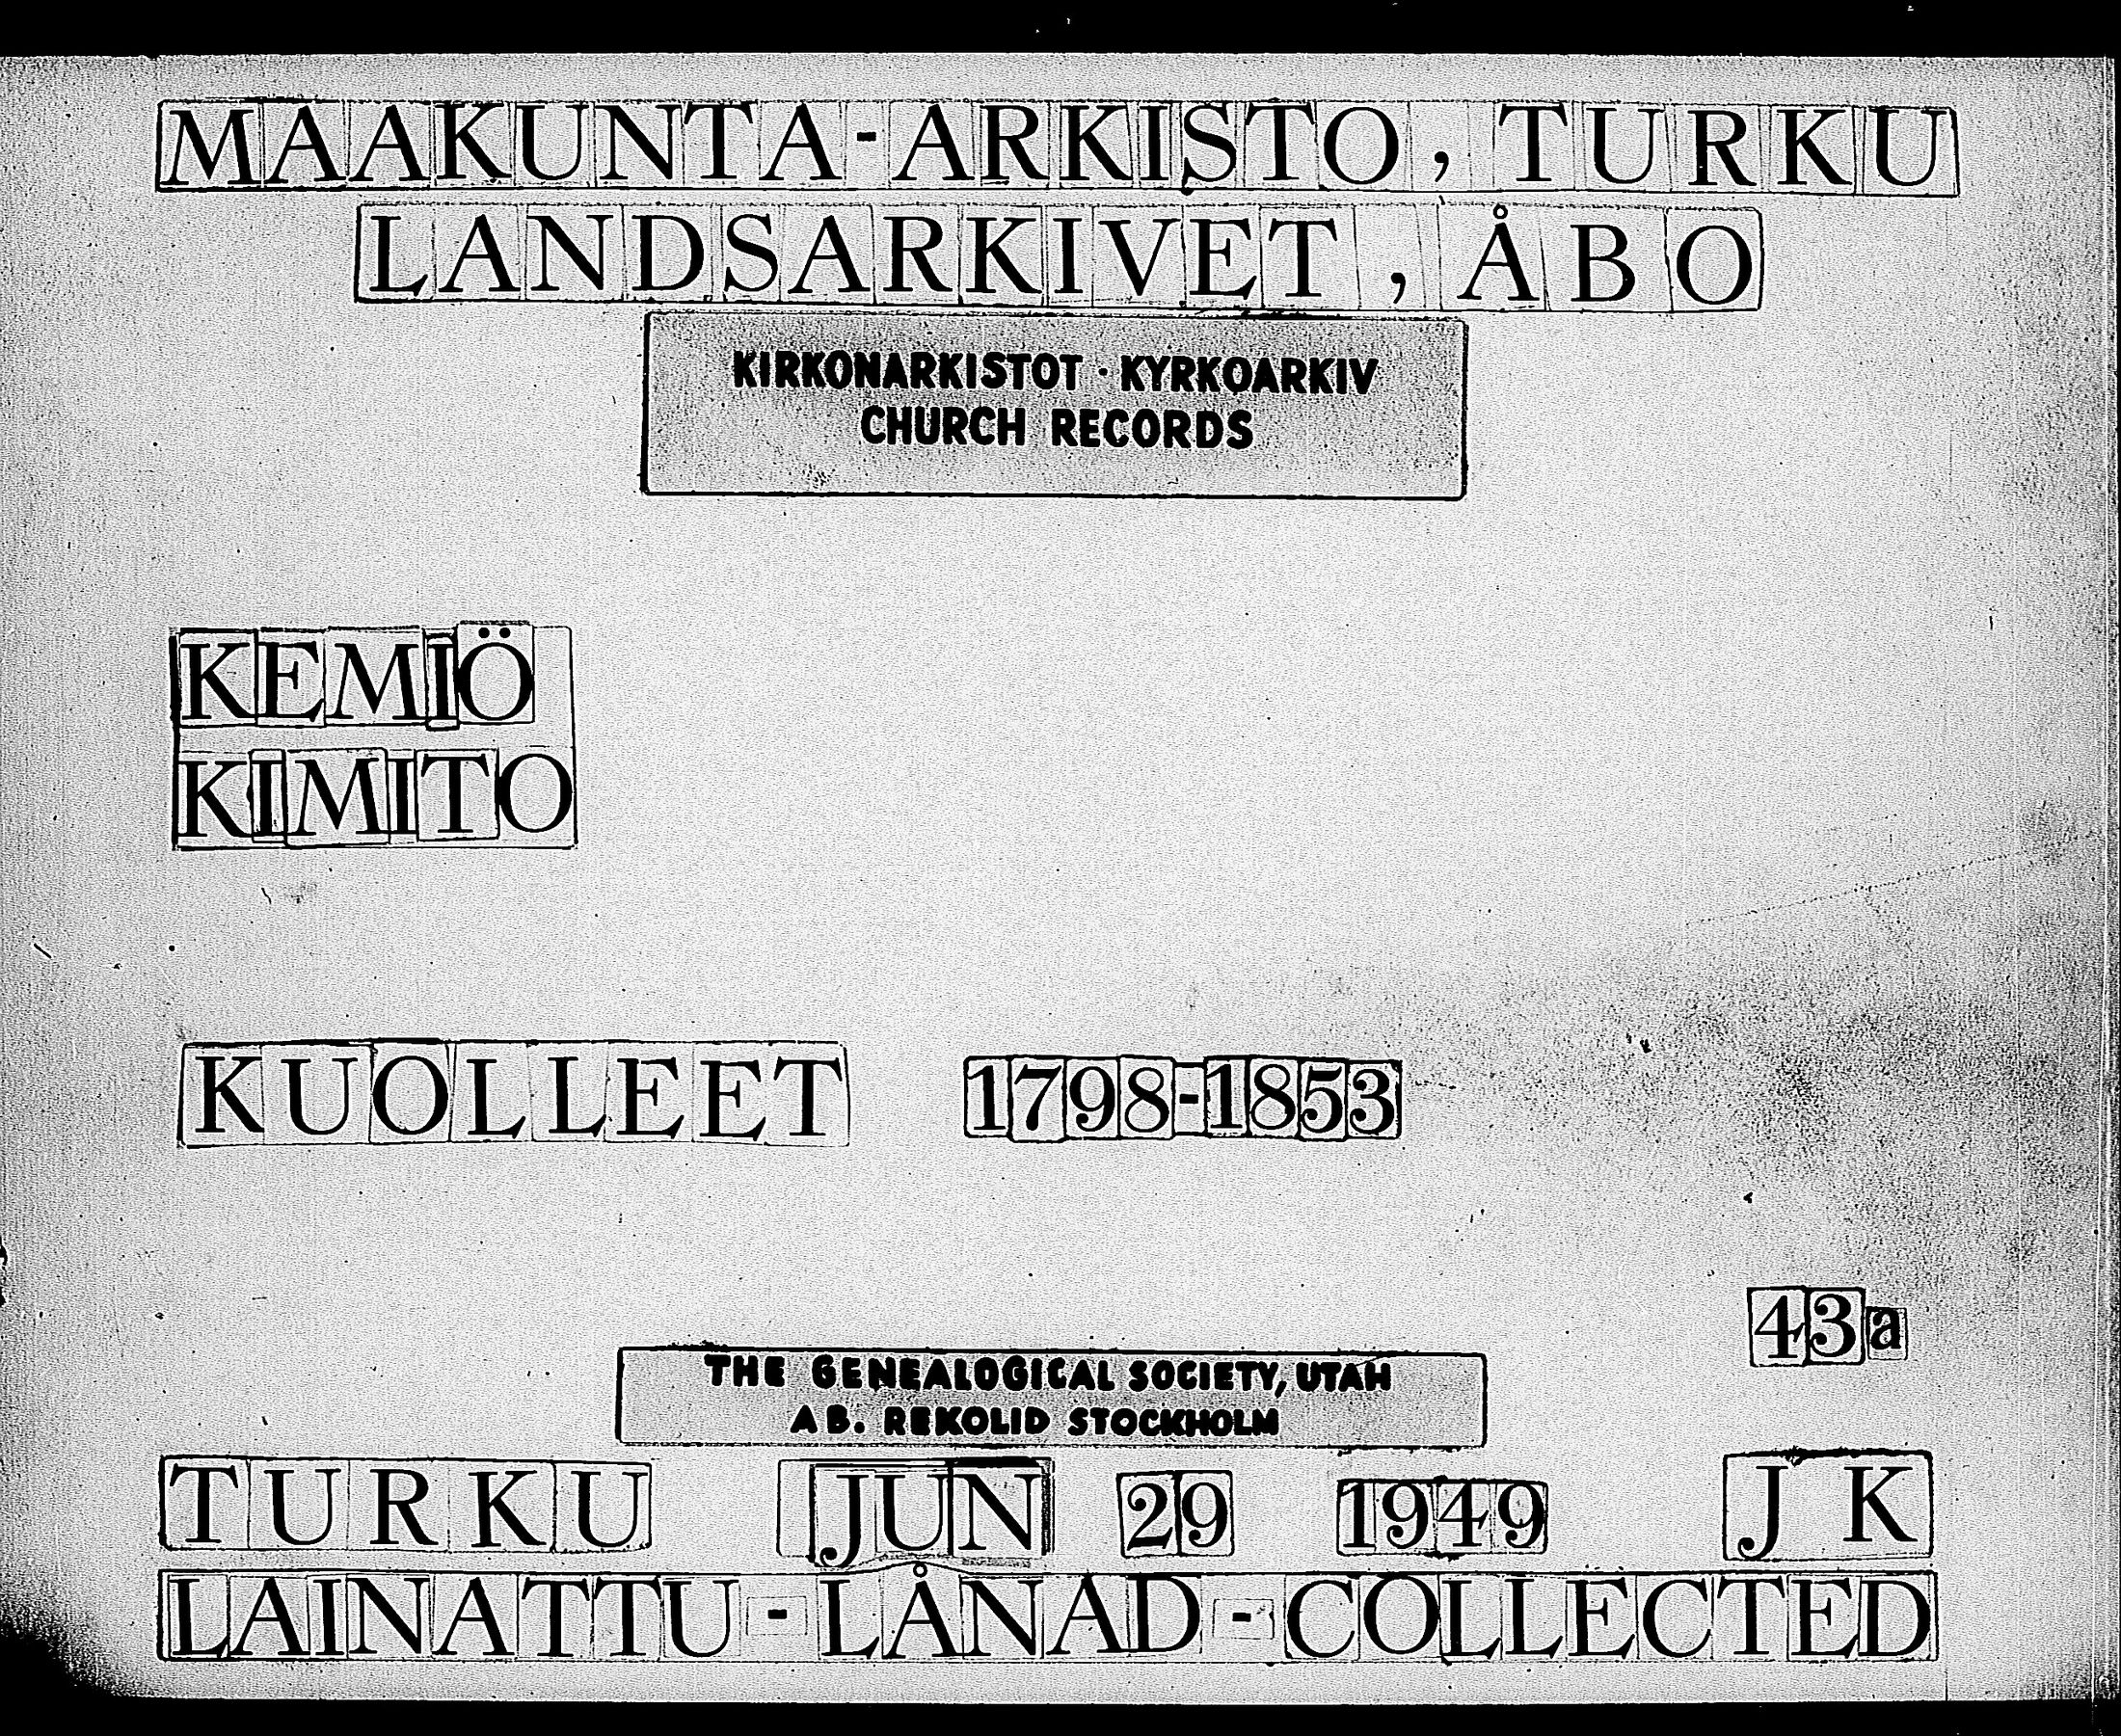 MAAKUNTA-ARKISTO, TURKU
LANDSARKIVET, ÅBO
KIRKONARKISTOT · KYRKOARKIV
CHURCH RECORDS
KEMIÖ
KIMITO
KUOLLEET 1798-1853
43a
THE GENEALOGICAL SOCIETY, UTAH
AB. REKOLID STOCKHOLM
TURKU JUN 29 1949 J K
LAINATTU - LÅNAD - COLLECTED